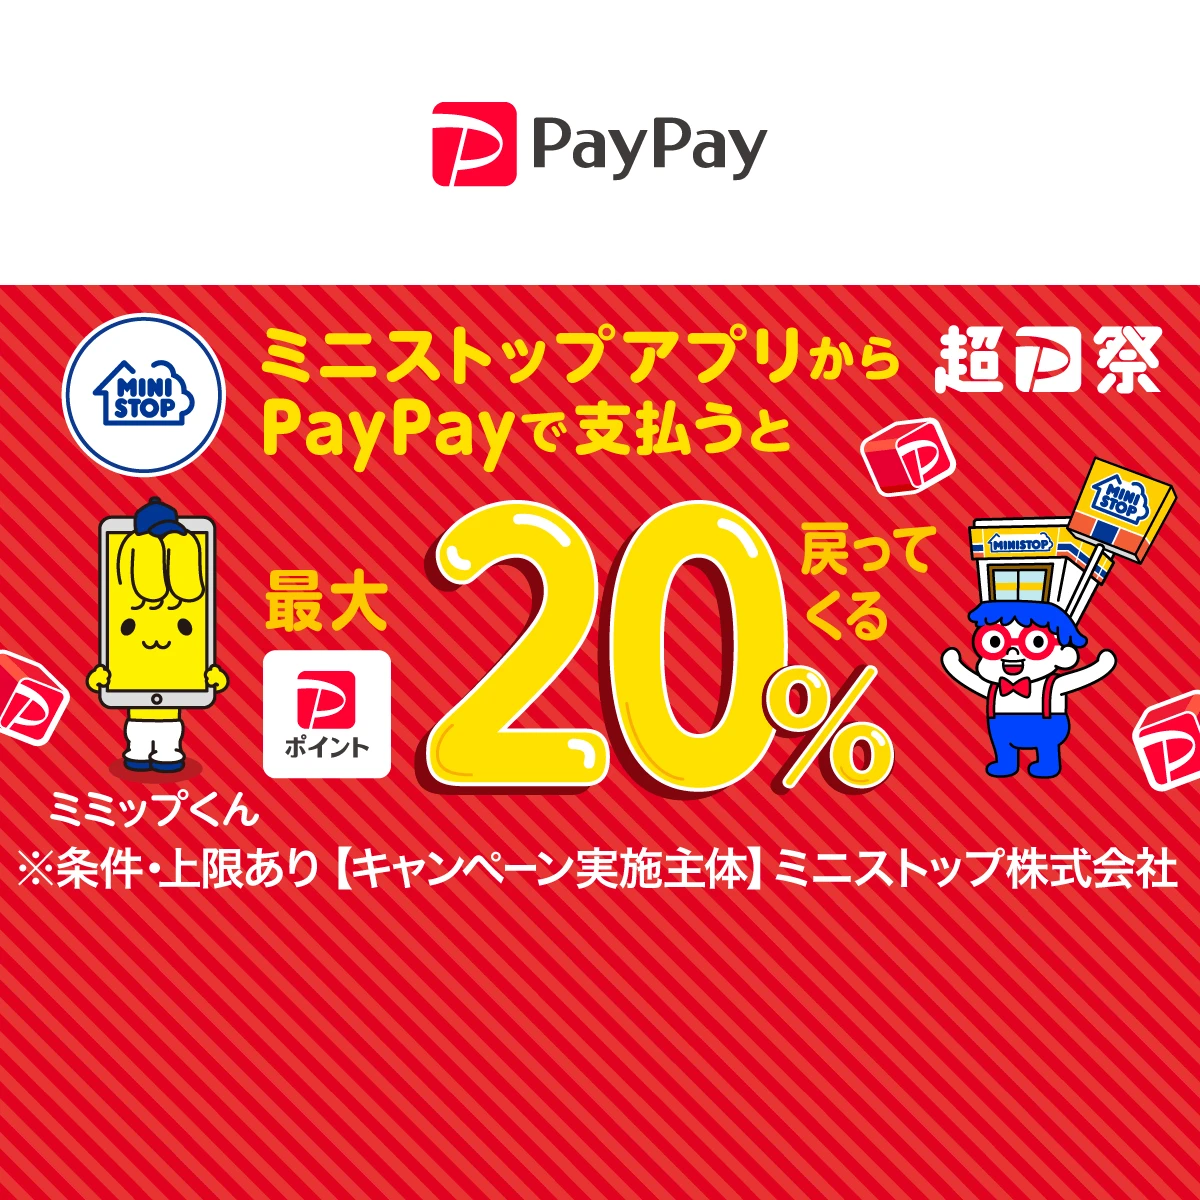 PayPay
MINI
STOP
ミニストップアプリから
PayPayで支払うと
超P祭
MINI
STOP
MINISTOP
最大
20%
戻って
くる
ポイント
ミミップくん
※条件・上限あり【キャンペーン実施主体】ミニストップ株式会社